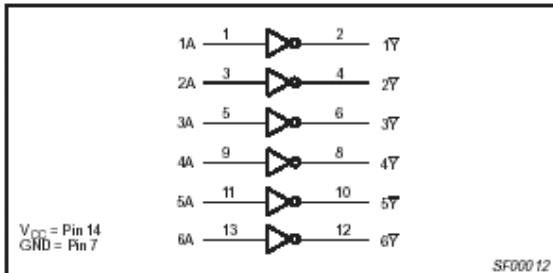 1A 1 2 1Y̅
2A 3 4 2Y̅
3A 5 6 3Y̅
4A 9 8 4Y̅
5A 11 10 5Y̅
6A 13 12 6Y̅
VCC = Pin 14
GND = Pin 7
SF00012